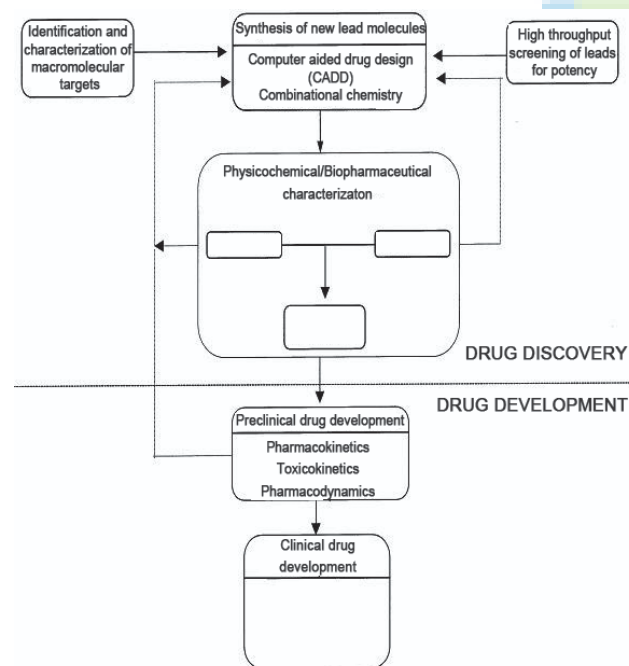 Identification and
characterization of
macromolecular
targets
Synthesis of new lead molecules
Computer aided drug design
(CADD)
Combinational chemistry
High throughput
screening of leads
for potency
Physicochemical/Biopharmaceutical
characterizaton
DRUG DISCOVERY
DRUG DEVELOPMENT
Preclinical drug development
Pharmacokinetics
Toxicokinetics
Pharmacodynamics
Clinical drug
development